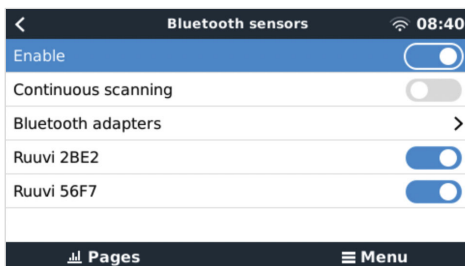 Bluetooth sensors 08:40
Enable
Continuous scanning
Bluetooth adapters
Ruuvi 2BE2
Ruuvi 56F7
Pages Menu